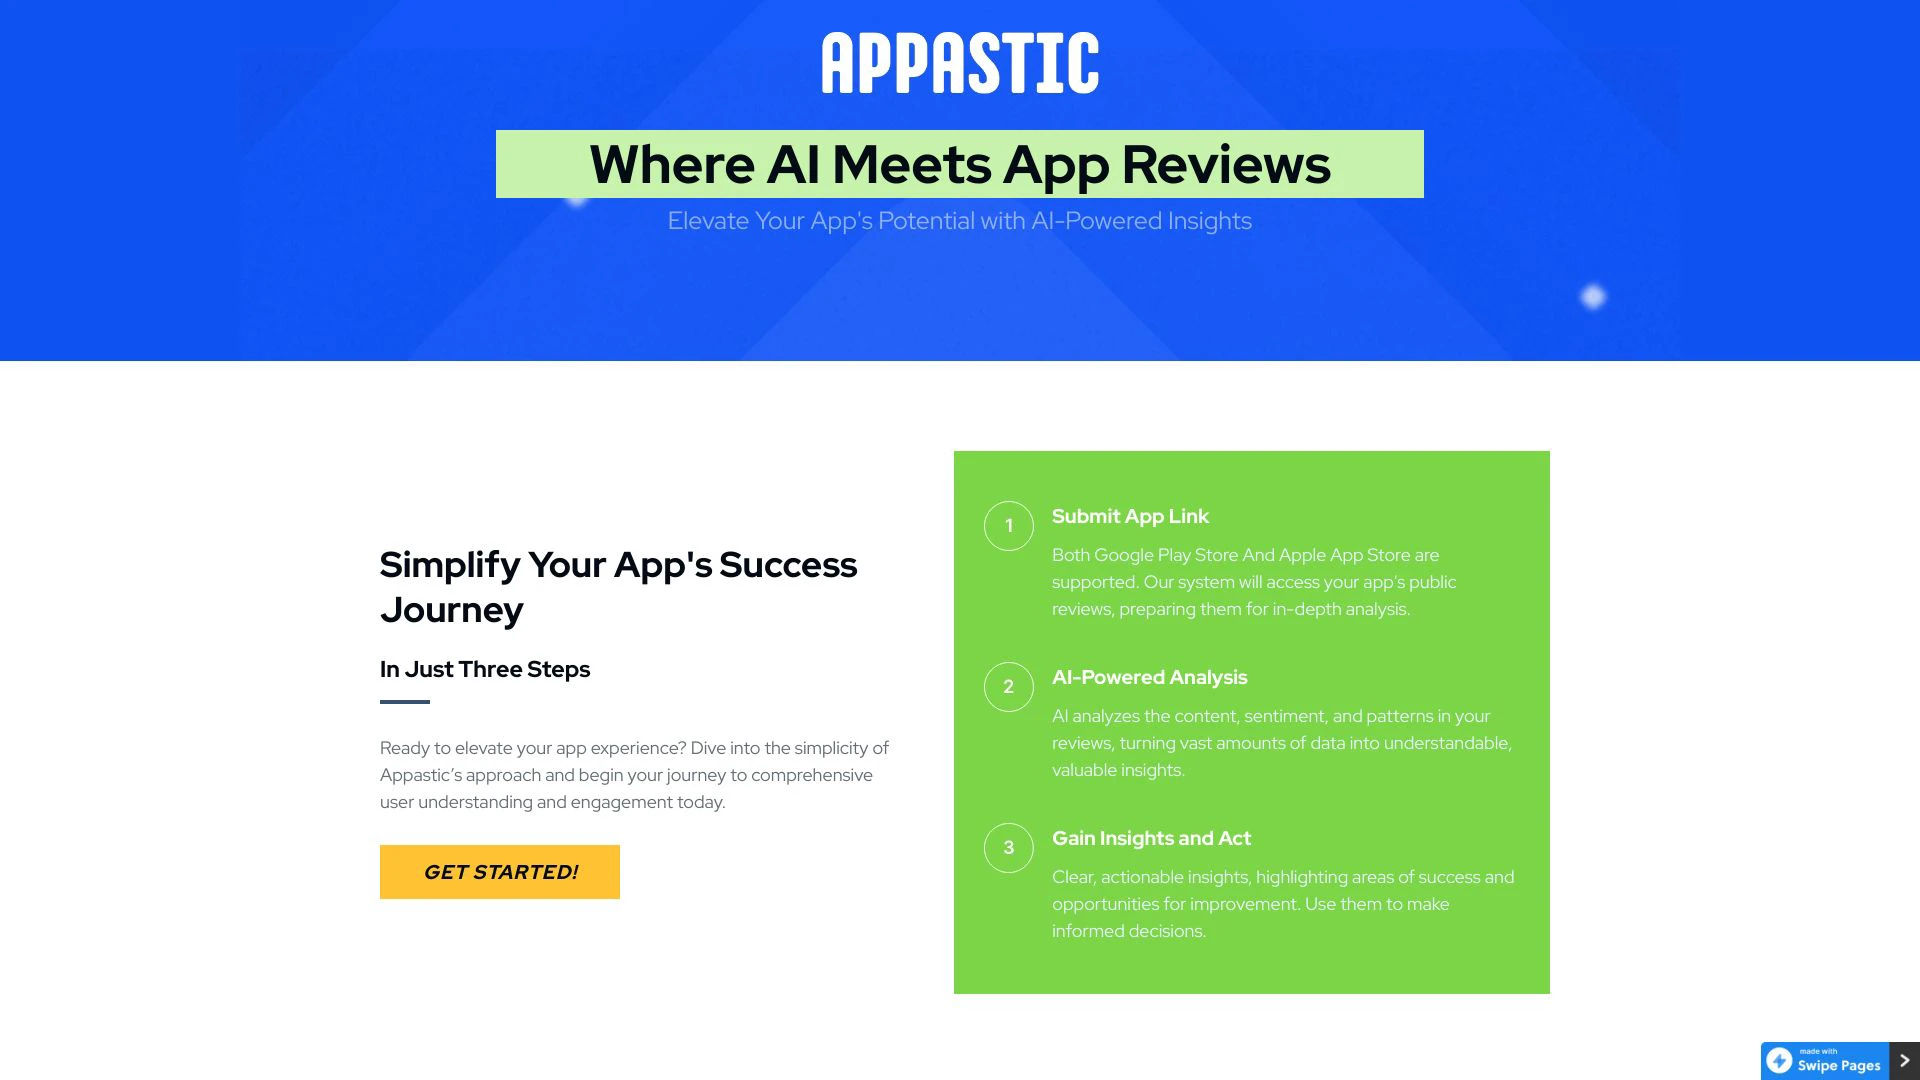 APPASTIC
Where AI Meets App Reviews
Elevate Your App's Potential with AI-Powered Insights
Simplify Your App's Success
Journey
In Just Three Steps
Ready to elevate your app experience? Dive into the simplicity of
Appastic’s approach and begin your journey to comprehensive
user understanding and engagement today.
GET STARTED!
1
Submit App Link
Both Google Play Store And Apple App Store are
supported. Our system will access your app's public
reviews, preparing them for in-depth analysis.
2
AI-Powered Analysis
AI analyzes the content, sentiment, and patterns in your
reviews, turning vast amounts of data into understandable,
valuable insights.
3
Gain Insights and Act
Clear, actionable insights, highlighting areas of success and
opportunities for improvement. Use them to make
informed decisions.
made with
Swipe Pages